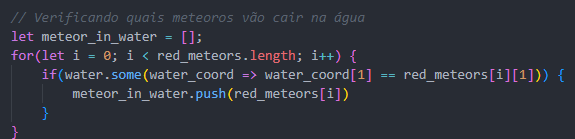 // Verificando quais meteoros vão cair na água
let meteor_in_water = [];
for(let i = 0; i < red_meteors.length; i++) {
    if(water.some(water_coord => water_coord[1] == red_meteors[i][1])) {
        meteor_in_water.push(red_meteors[i])
    }
}